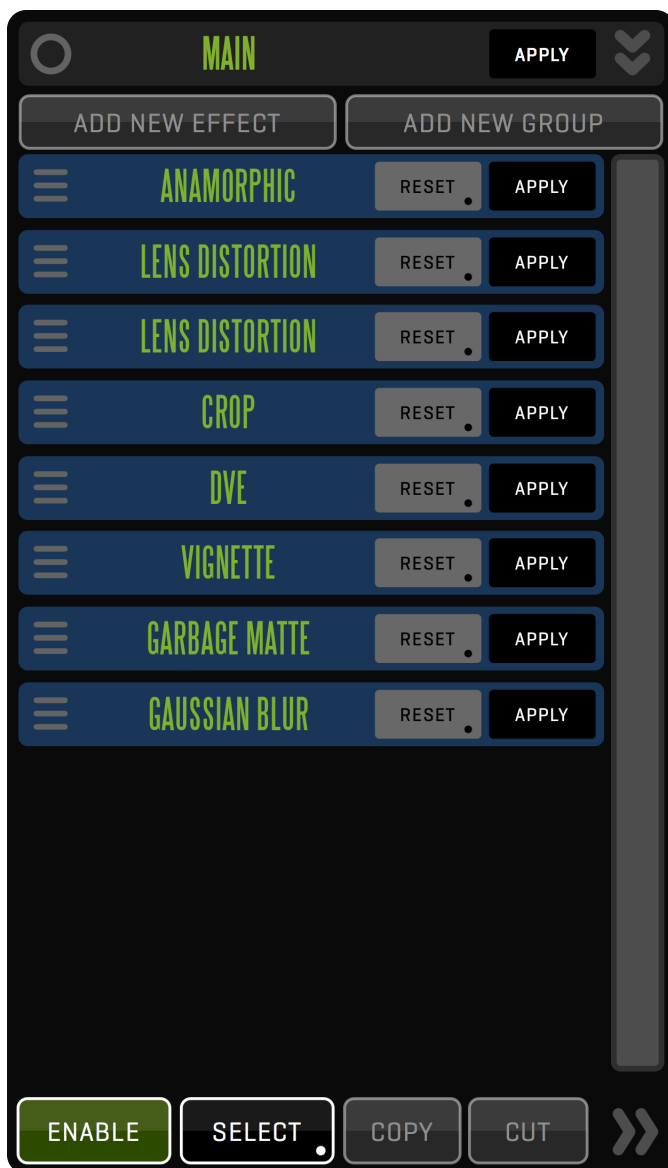 MAIN APPLY
ADD NEW EFFECT ADD NEW GROUP
ANAMORPHIC RESET APPLY
LENS DISTORTION RESET APPLY
LENS DISTORTION RESET APPLY
CROP RESET APPLY
DVE RESET APPLY
VIGNETTE RESET APPLY
GARBAGE MATTE RESET APPLY
GAUSSIAN BLUR RESET APPLY
ENABLE SELECT COPY CUT